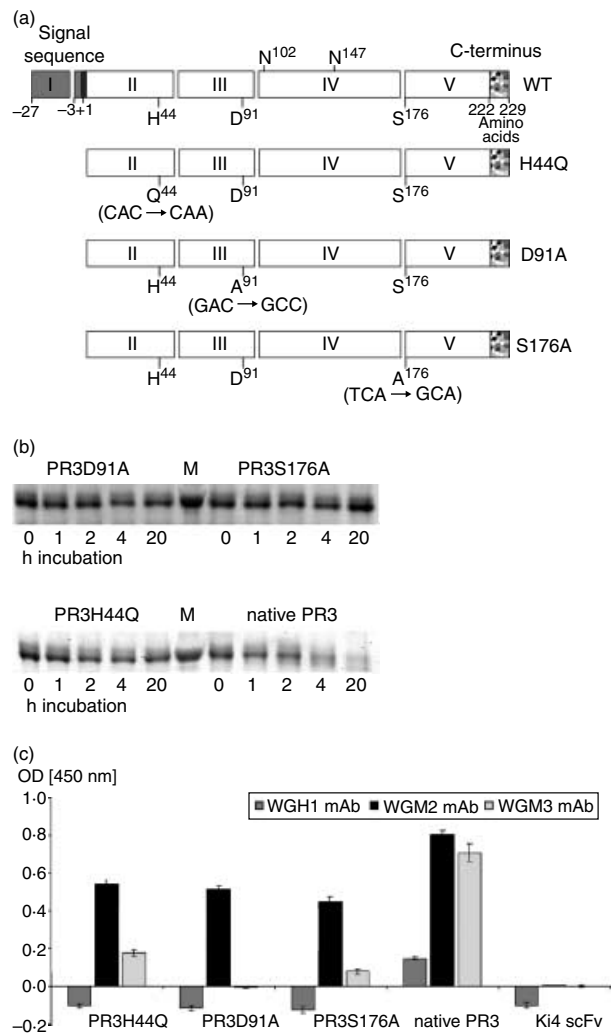 (a)
Signal
sequence
N102 N147
C-terminus
I II III IV V WT
–27 –3 +1 H44 D91 S176 222 229
Amino
acids
II III IV V H44Q
Q44 D91 S176
(CAC → CAA)
II III IV V D91A
H44 A91 S176
(GAC → GCC)
II III IV V S176A
H44 D91 A176
(TCA → GCA)
(b)
PR3D91A M PR3S176A
0 1 2 4 20 0 1 2 4 20
h incubation
PR3H44Q M native PR3
0 1 2 4 20 0 1 2 4 20
h incubation
(c)
OD [450 nm]
1·0
WGH1 mAb WGM2 mAb WGM3 mAb
0·8
0·6
0·4
0·2
0·0
–0·2
PR3H44Q PR3D91A PR3S176A native PR3 Ki4 scFv